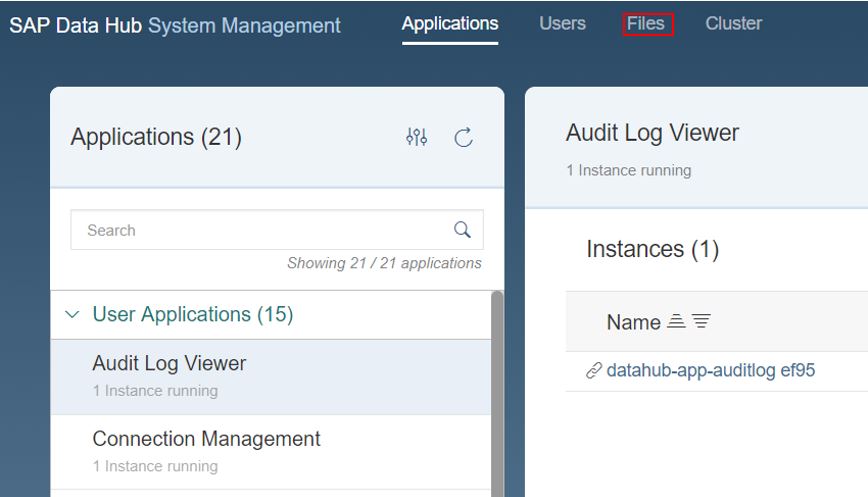 SAP Data Hub System Management
Applications Users Files Cluster
Applications (21)
Search
Showing 21 / 21 applications
User Applications (15)
Audit Log Viewer
1 Instance running
Connection Management
1 Instance running
Audit Log Viewer
1 Instance running
Instances (1)
Name
datahub-app-auditlog ef95